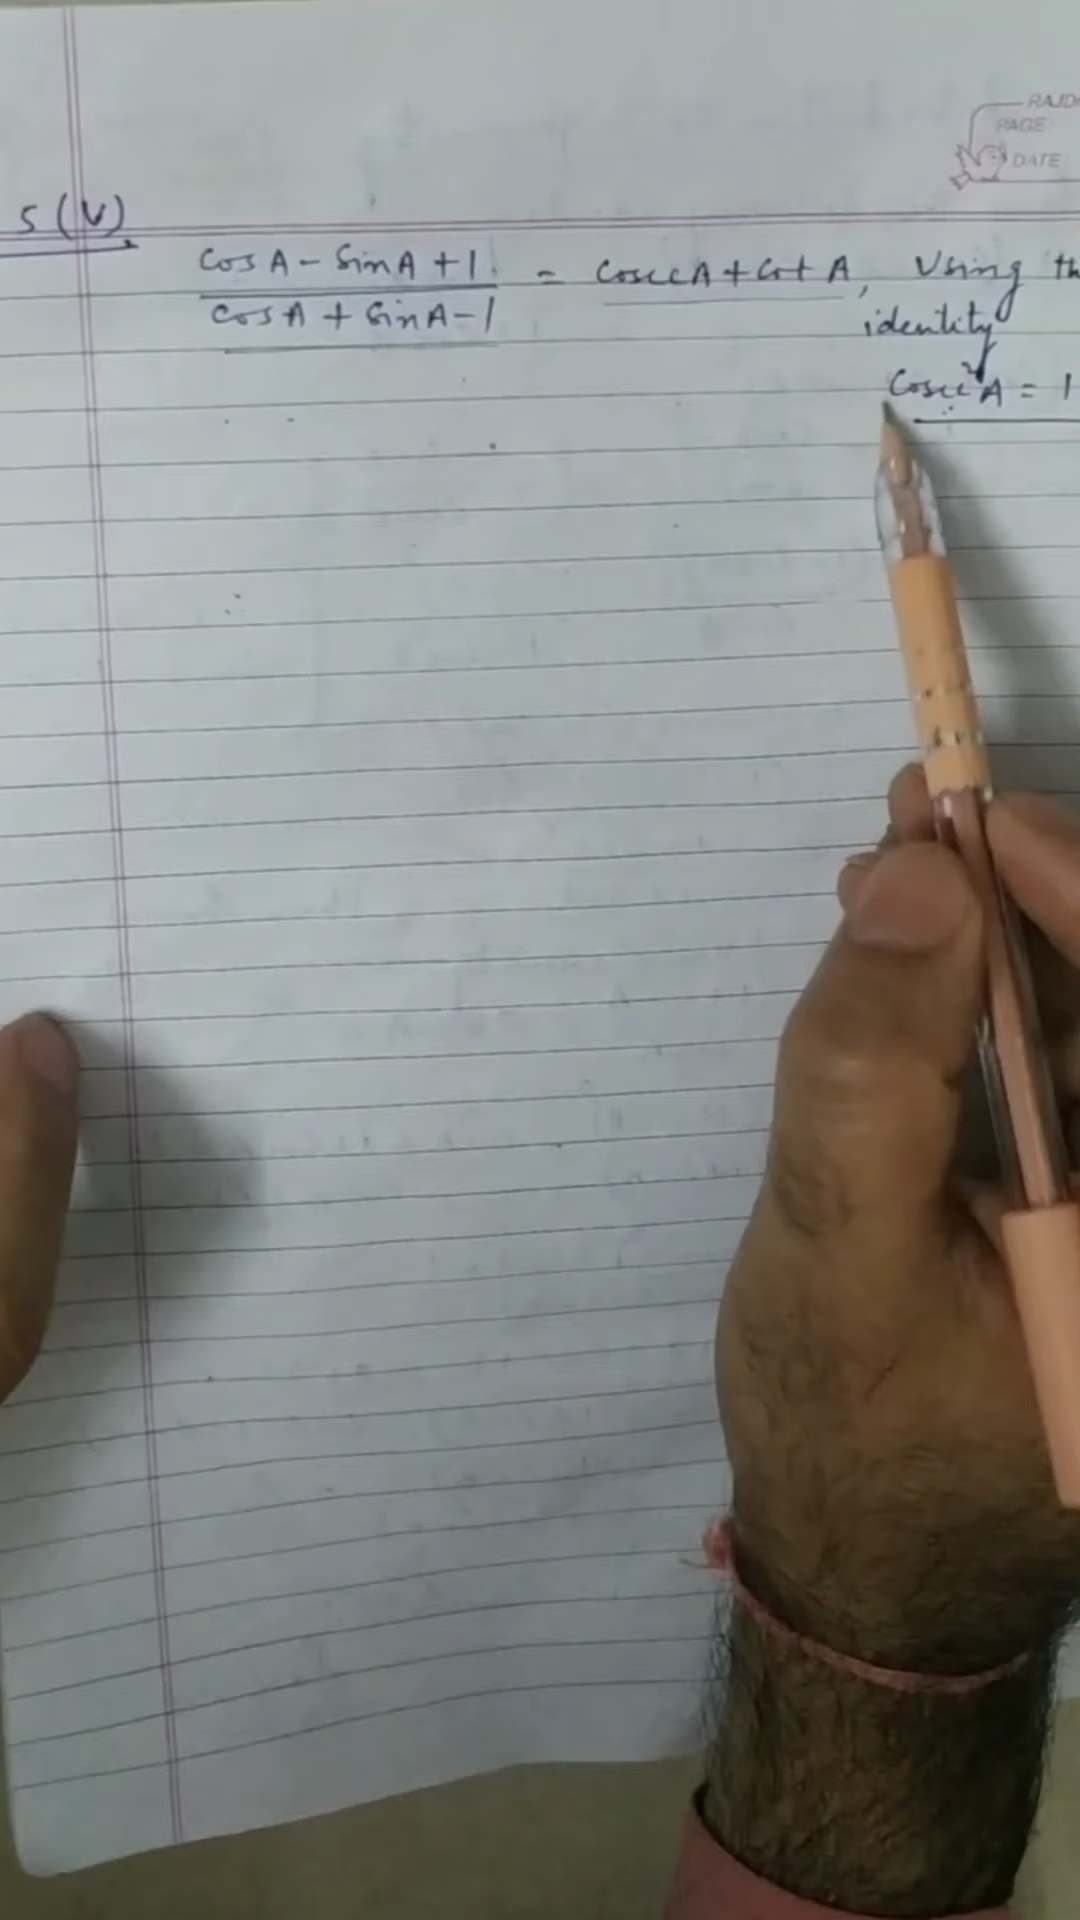 RAJD
PAGE:
DATE:
5 (V)
cos A - sin A + 1 = cosec A + cot A, Using th
cos A + sin A - 1
identity
cosec²A = 1